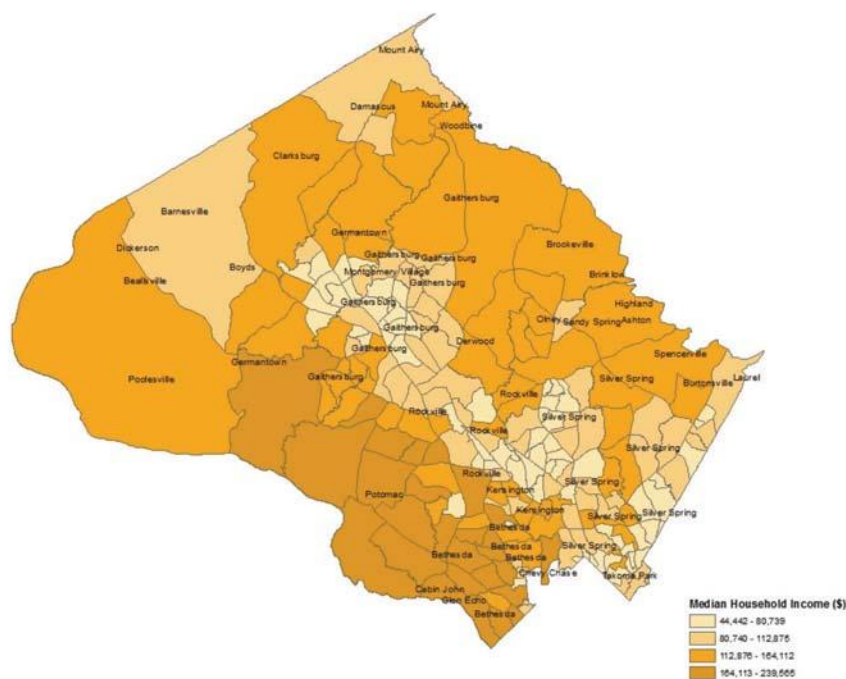 Mount Airy
Damascus
Mount Airy
Woodbine
Clarksburg
Gaithersburg
Barnesville
Germantown
Brookeville
Dickerson
Gaithersburg
Gaithersburg
Boyds
Montgomery Village
Brinklow
Beallsville
Gaithersburg
Gaithersburg
Highland
Olney
Sandy Spring
Ashton
Gaithersburg
Derwood
Gaithersburg
Spencerville
Germantown
Laurel
Poolesville
Gaithersburg
Silver Spring
Burtonsville
Rockville
Rockville
Silver Spring
Rockville
Silver Spring
Rockville
Silver Spring
Potomac
Kensington
Kensington
Silver Spring
Silver Spring
Bethesda
Bethesda
Silver Spring
Bethesda
Bethesda
Chevy Chase
Takoma Park
Cabin John
Glen Echo
Bethesda
Median Household Income ($)
44,442 - 80,739
80,740 - 112,875
112,876 - 164,112